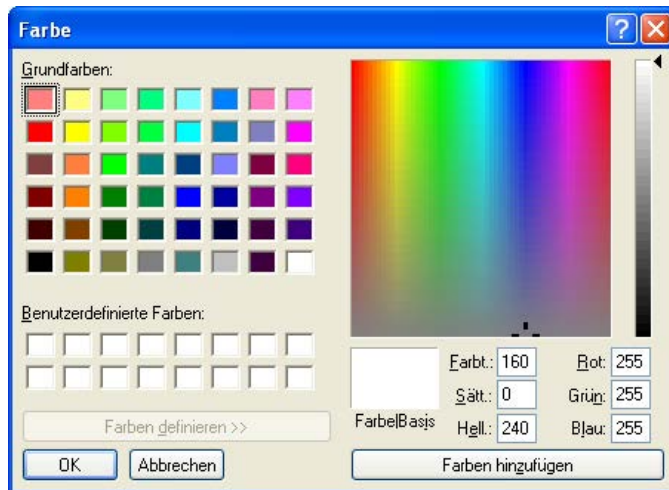 Farbe
Grundfarben:
Benutzerdefinierte Farben:
Farben definieren >>
OK
Abbrechen
Farbe|Basis
Farbt.: 160
Sätt.: 0
Hell.: 240
Rot: 255
Grün: 255
Blau: 255
Farben hinzufügen